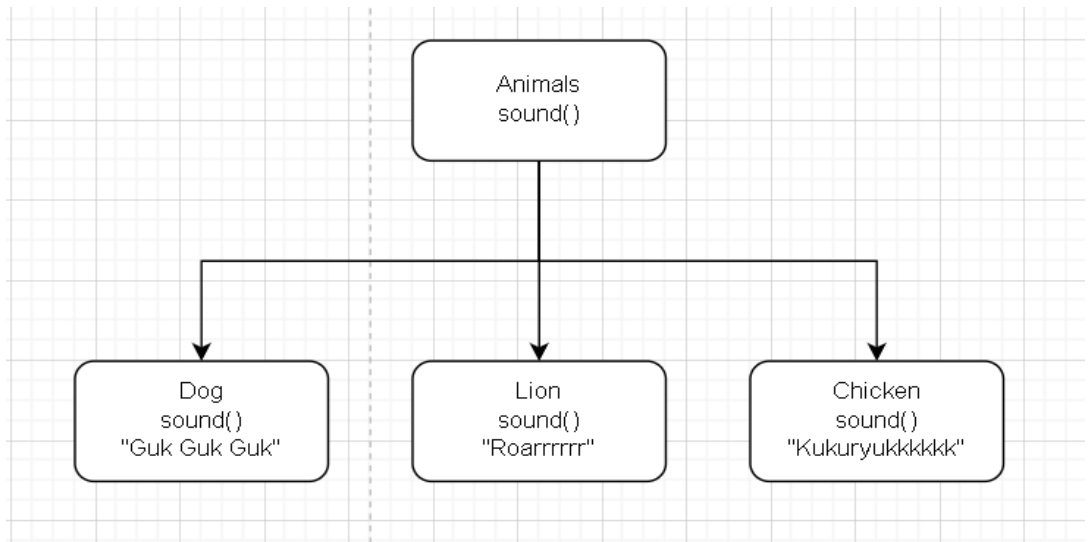 Animals
sound()
Dog
sound()
"Guk Guk Guk"
Lion
sound()
"Roarrrrrr"
Chicken
sound()
"Kukuryukkkkkk"